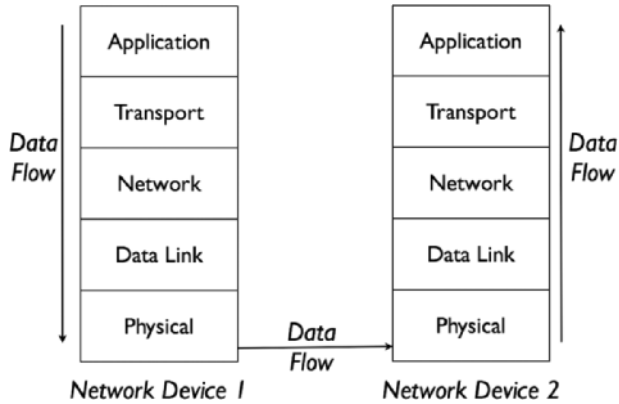 Application
Transport
Network
Data Link
Physical
Data
Flow
Network Device 1
Data
Flow
Application
Transport
Network
Data Link
Physical
Data
Flow
Network Device 2